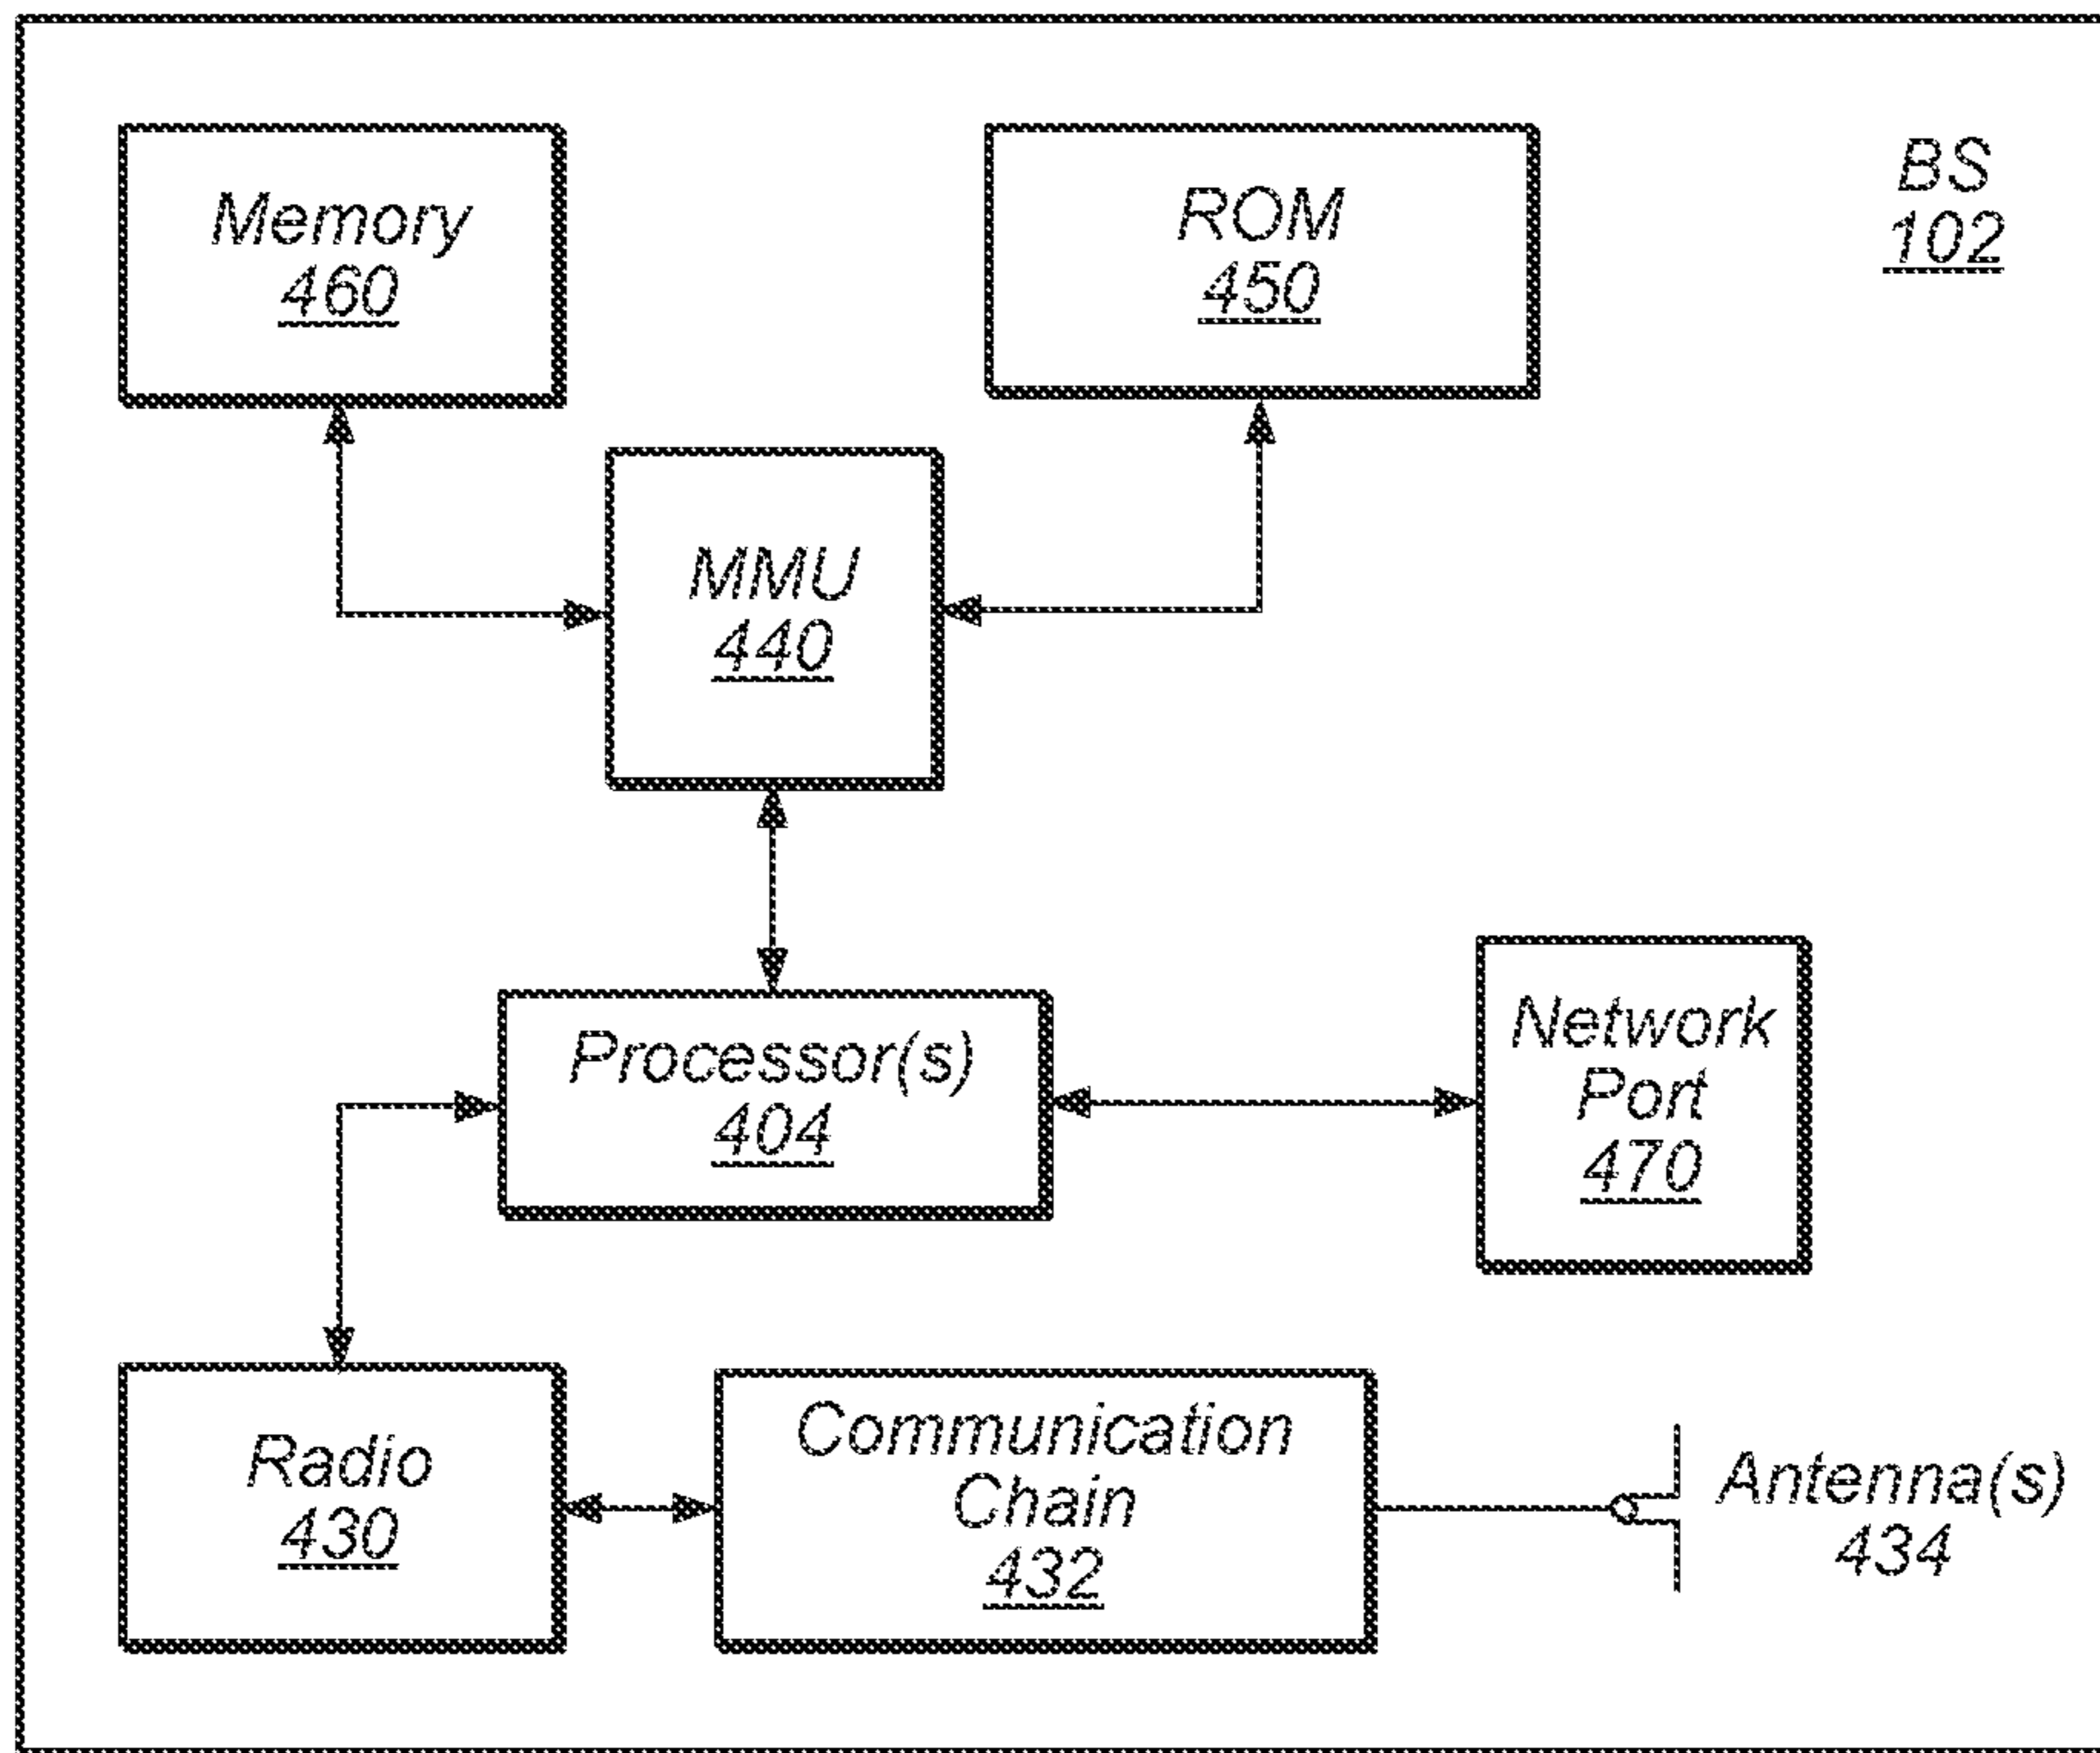 Memory
460
ROM
450
BS
102
MMU
440
Processor(s)
404
Network
Port
470
Radio
430
Communication
Chain
432
Antenna(s)
434